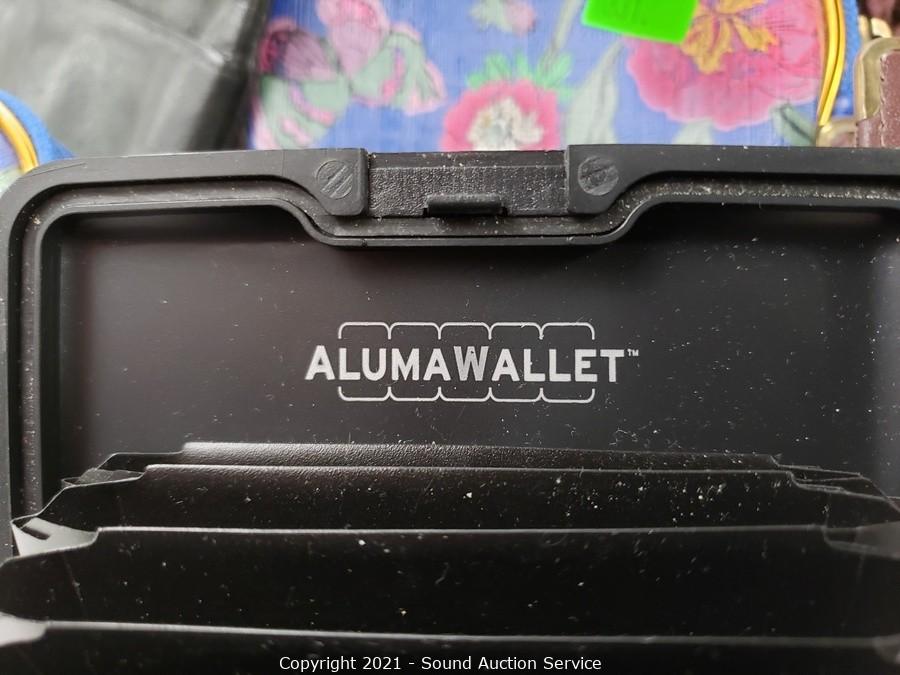 ALUMAWALLET™
Copyright 2021 - Sound Auction Service